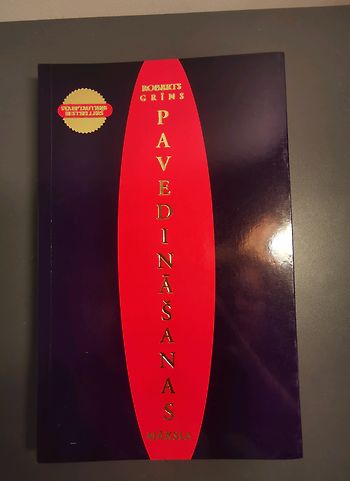 ROBERTS
GRĪNS
PAVEDINĀŠANAS
MĀKSLA
BESTSELLERS